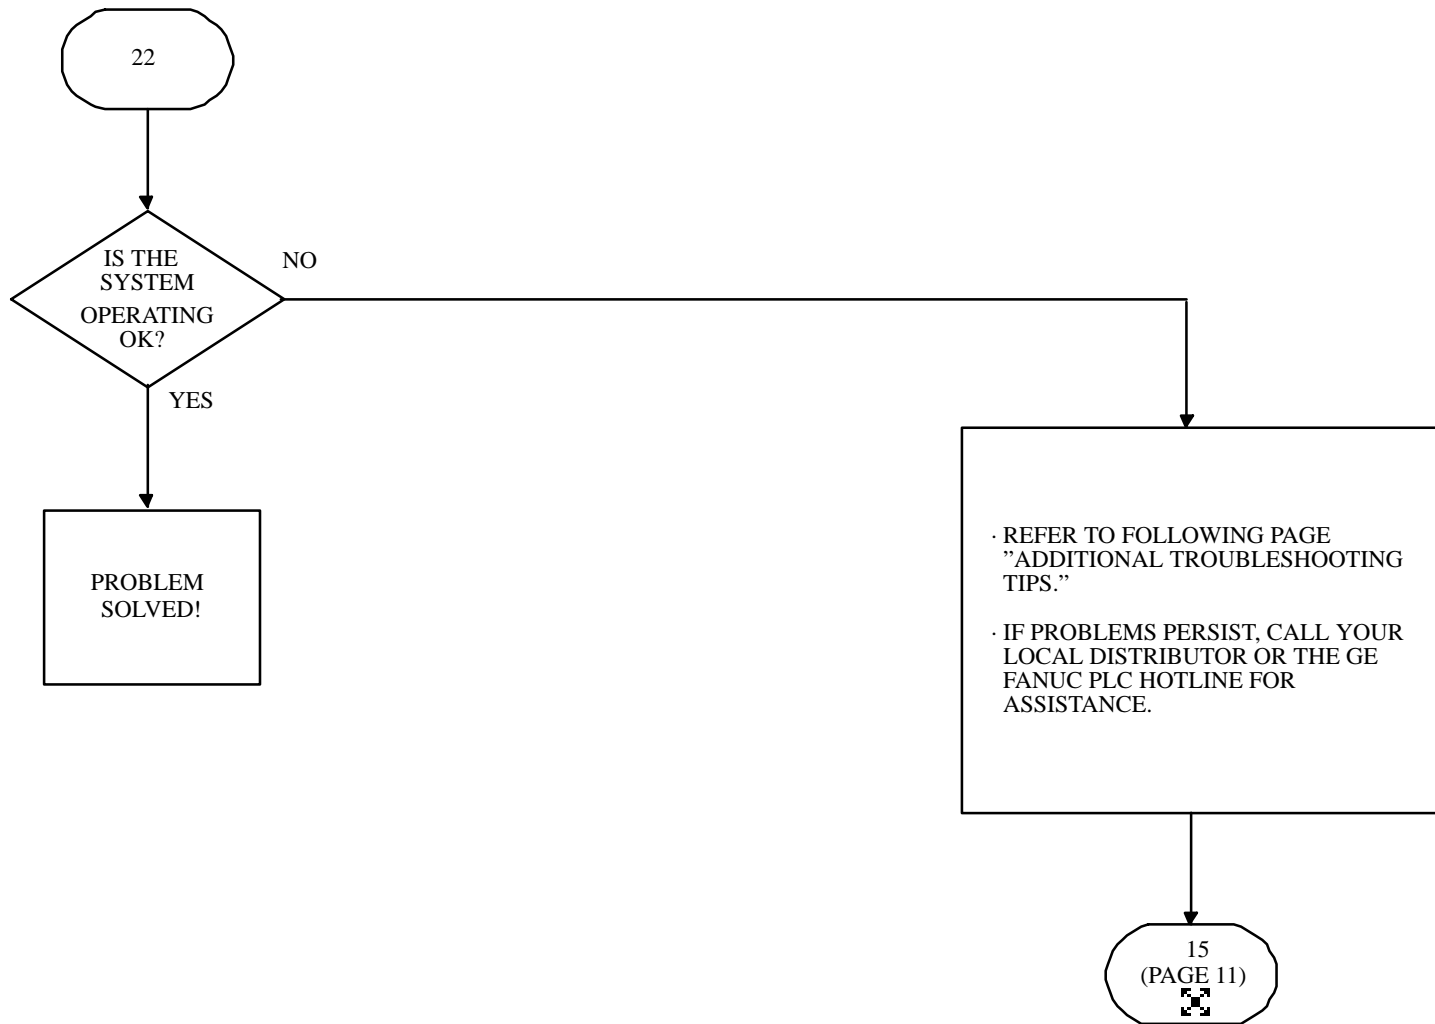 22
IS THE
SYSTEM
OPERATING
OK?
NO
YES
PROBLEM
SOLVED!
· REFER TO FOLLOWING PAGE
”ADDITIONAL TROUBLESHOOTING
TIPS.”
· IF PROBLEMS PERSIST, CALL YOUR
LOCAL DISTRIBUTOR OR THE GE
FANUC PLC HOTLINE FOR
ASSISTANCE.
15
(PAGE 11)